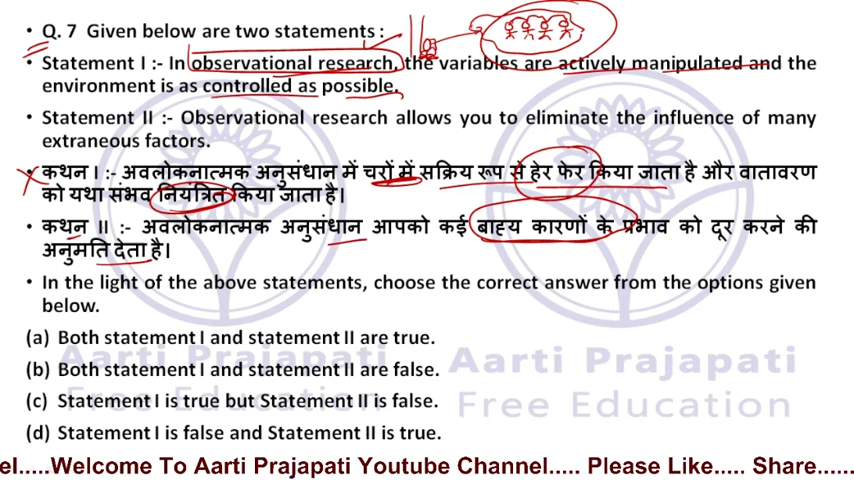 • Q. 7 Given below are two statements :
• Statement I :- In observational research, the variables are actively manipulated and the
environment is as controlled as possible.
• Statement II :- Observational research allows you to eliminate the influence of many
extraneous factors.
• कथन I :- अवलोकनात्मक अनुसंधान में चरों में सक्रिय रूप से हेर फेर किया जाता है और वातावरण
को यथा संभव नियंत्रित किया जाता है।
• कथन II :- अवलोकनात्मक अनुसंधान आपको कई बाह्य कारणों के प्रभाव को दूर करने की
अनुमति देता है।
• In the light of the above statements, choose the correct answer from the options given
below.
(a) Both statement I and statement II are true.
(b) Both statement I and statement II are false.
(c) Statement I is true but Statement II is false.
(d) Statement I is false and Statement II is true.
Aarti Prajapati Aarti Prajapati
Free Education Free Education
el.....Welcome To Aarti Prajapati Youtube Channel..... Please Like..... Share......